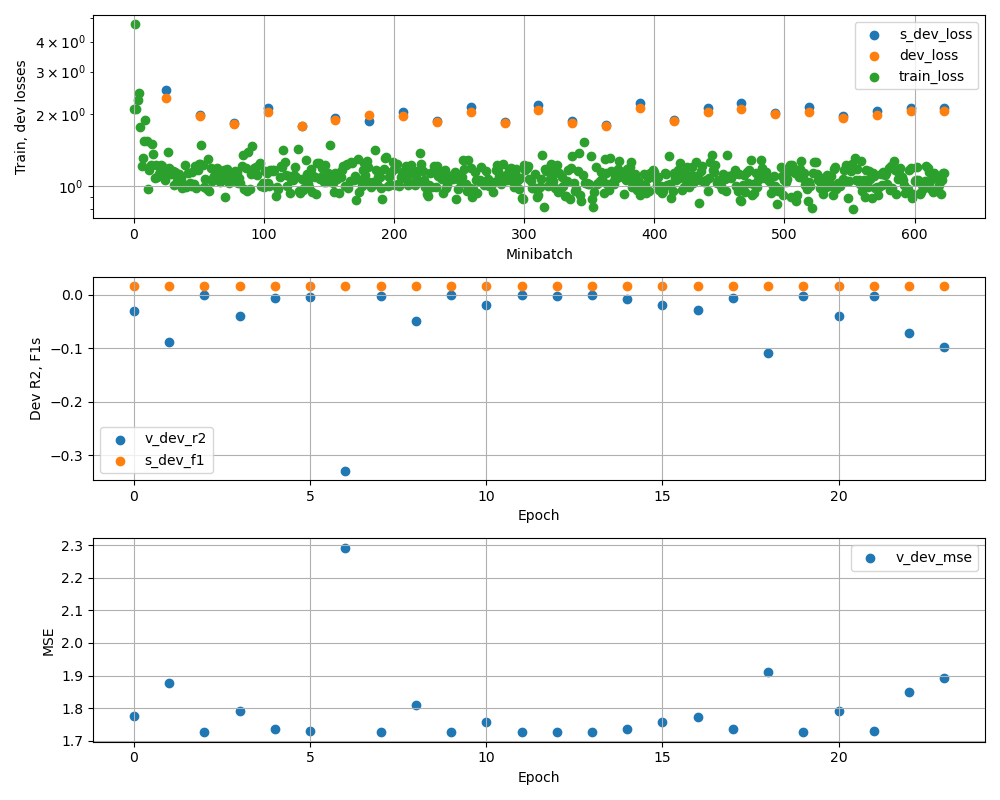 Train, dev losses
4 × 10⁰
3 × 10⁰
2 × 10⁰
10⁰
s_dev_loss
dev_loss
train_loss
0 100 200 300 400 500 600
Minibatch
Dev R2, F1s
0.0
−0.1
−0.2
−0.3
v_dev_r2
s_dev_f1
0 5 10 15 20
Epoch
MSE
2.3
2.2
2.1
2.0
1.9
1.8
1.7
v_dev_mse
0 5 10 15 20
Epoch